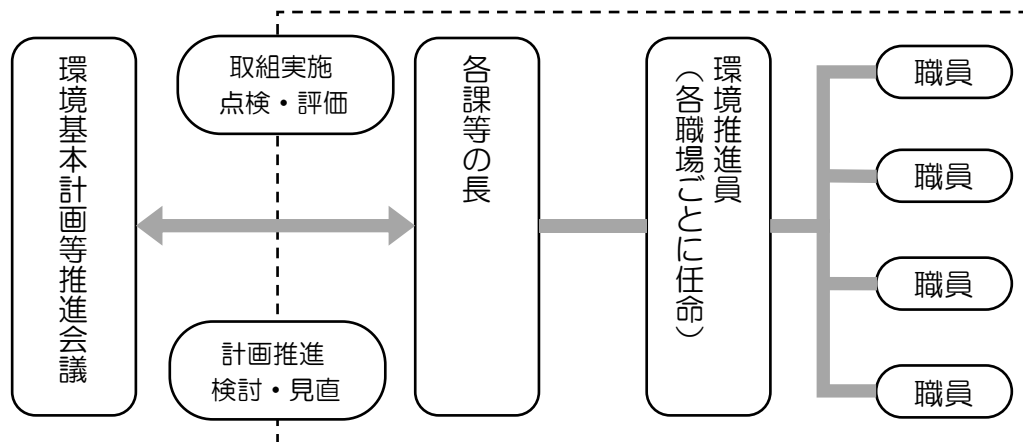 環境基本計画等推進会議
取組実施
点検・評価
計画推進
検討・見直
各課等の長
環境推進員
（各職場ごとに任命）
職員
職員
職員
職員